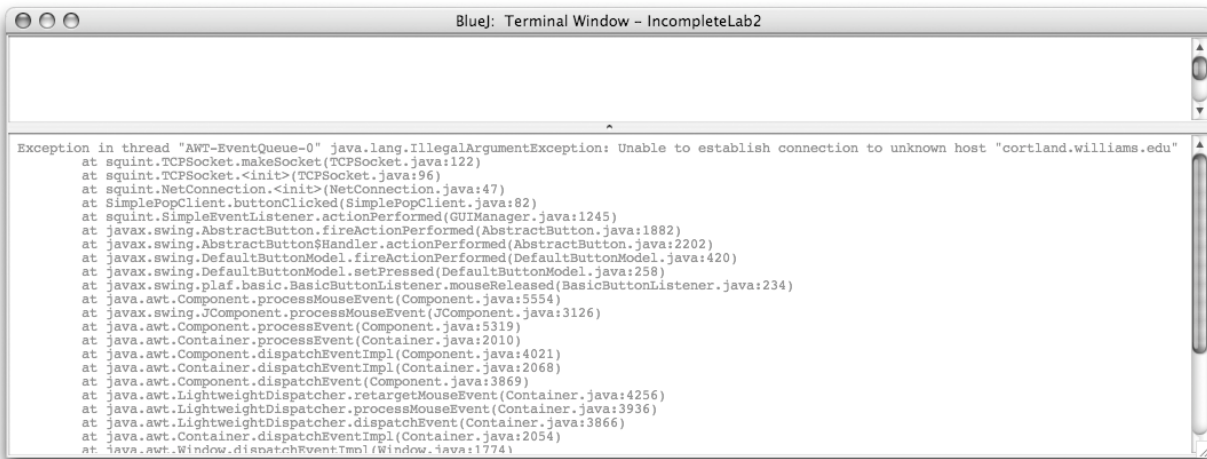 BlueJ: Terminal Window – IncompleteLab2
Exception in thread "AWT-EventQueue-0" java.lang.IllegalArgumentException: Unable to establish connection to unknown host "cortland.williams.edu"
at squint.TCPSocket.makeSocket(TCPSocket.java:122)
at squint.TCPSocket.<init>(TCPSocket.java:96)
at squint.NetConnection.<init>(NetConnection.java:47)
at SimplePopClient.buttonClicked(SimplePopClient.java:82)
at squint.SimpleEventListener.actionPerformed(GUIManager.java:1245)
at javax.swing.AbstractButton.fireActionPerformed(AbstractButton.java:1882)
at javax.swing.AbstractButton$Handler.actionPerformed(AbstractButton.java:2202)
at javax.swing.DefaultButtonModel.fireActionPerformed(DefaultButtonModel.java:420)
at javax.swing.DefaultButtonModel.setPressed(DefaultButtonModel.java:258)
at javax.swing.plaf.basic.BasicButtonListener.mouseReleased(BasicButtonListener.java:234)
at java.awt.Component.processMouseEvent(Component.java:5554)
at javax.swing.JComponent.processMouseEvent(JComponent.java:3126)
at java.awt.Component.processEvent(Component.java:5319)
at java.awt.Container.processEvent(Container.java:2010)
at java.awt.Component.dispatchEventImpl(Component.java:4021)
at java.awt.Container.dispatchEventImpl(Container.java:2068)
at java.awt.Component.dispatchEvent(Component.java:3869)
at java.awt.LightweightDispatcher.retargetMouseEvent(Container.java:4256)
at java.awt.LightweightDispatcher.processMouseEvent(Container.java:3936)
at java.awt.LightweightDispatcher.dispatchEvent(Container.java:3866)
at java.awt.Container.dispatchEventImpl(Container.java:2054)
at java.awt.Window.dispatchEventImpl(Window.java:1774)